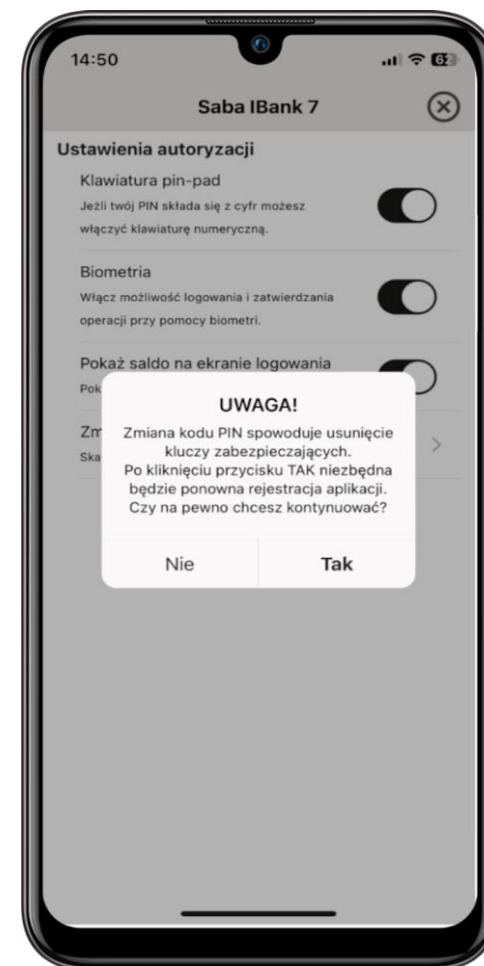 14:50
62
Saba IBank 7
Ustawienia autoryzacji
Klawiatura pin-pad
Jeżli twój PIN składa się z cyfr możesz
włączyć klawiaturę numeryczną.
Biometria
Włącz możliwość logowania i zatwierdzania
operacji przy pomocy biometri.
Pokaż saldo na ekranie logowania
Pok
Zm
Ska
UWAGA!
Zmiana kodu PIN spowoduje usunięcie
kluczy zabezpieczających.
Po kliknięciu przycisku TAK niezbędna
będzie ponowna rejestracja aplikacji.
Czy na pewno chcesz kontynuować?
Nie
Tak